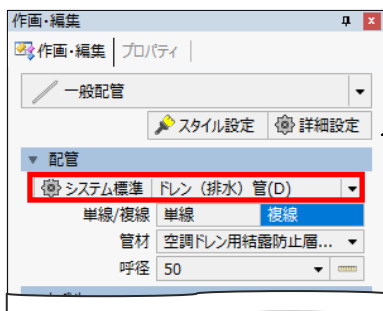 作画・編集
作画・編集 プロパティ
一般配管
スタイル設定 詳細設定
配管
システム標準 ドレン（排水）管(D)
単線/複線 単線 複線
管材 空調ドレン用結露防止層...
呼径 50